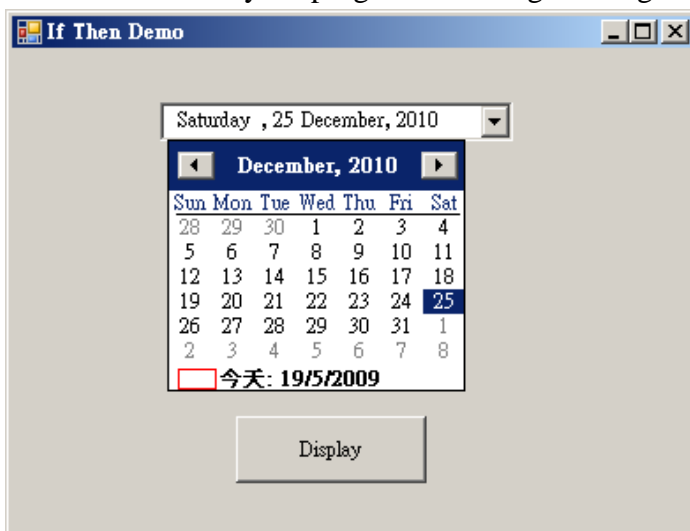 If Then Demo
Saturday , 25 December, 2010
December, 2010
Sun Mon Tue Wed Thu Fri Sat
28 29 30 1 2 3 4
5 6 7 8 9 10 11
12 13 14 15 16 17 18
19 20 21 22 23 24 25
26 27 28 29 30 31 1
2 3 4 5 6 7 8
今天: 19/5/2009
Display